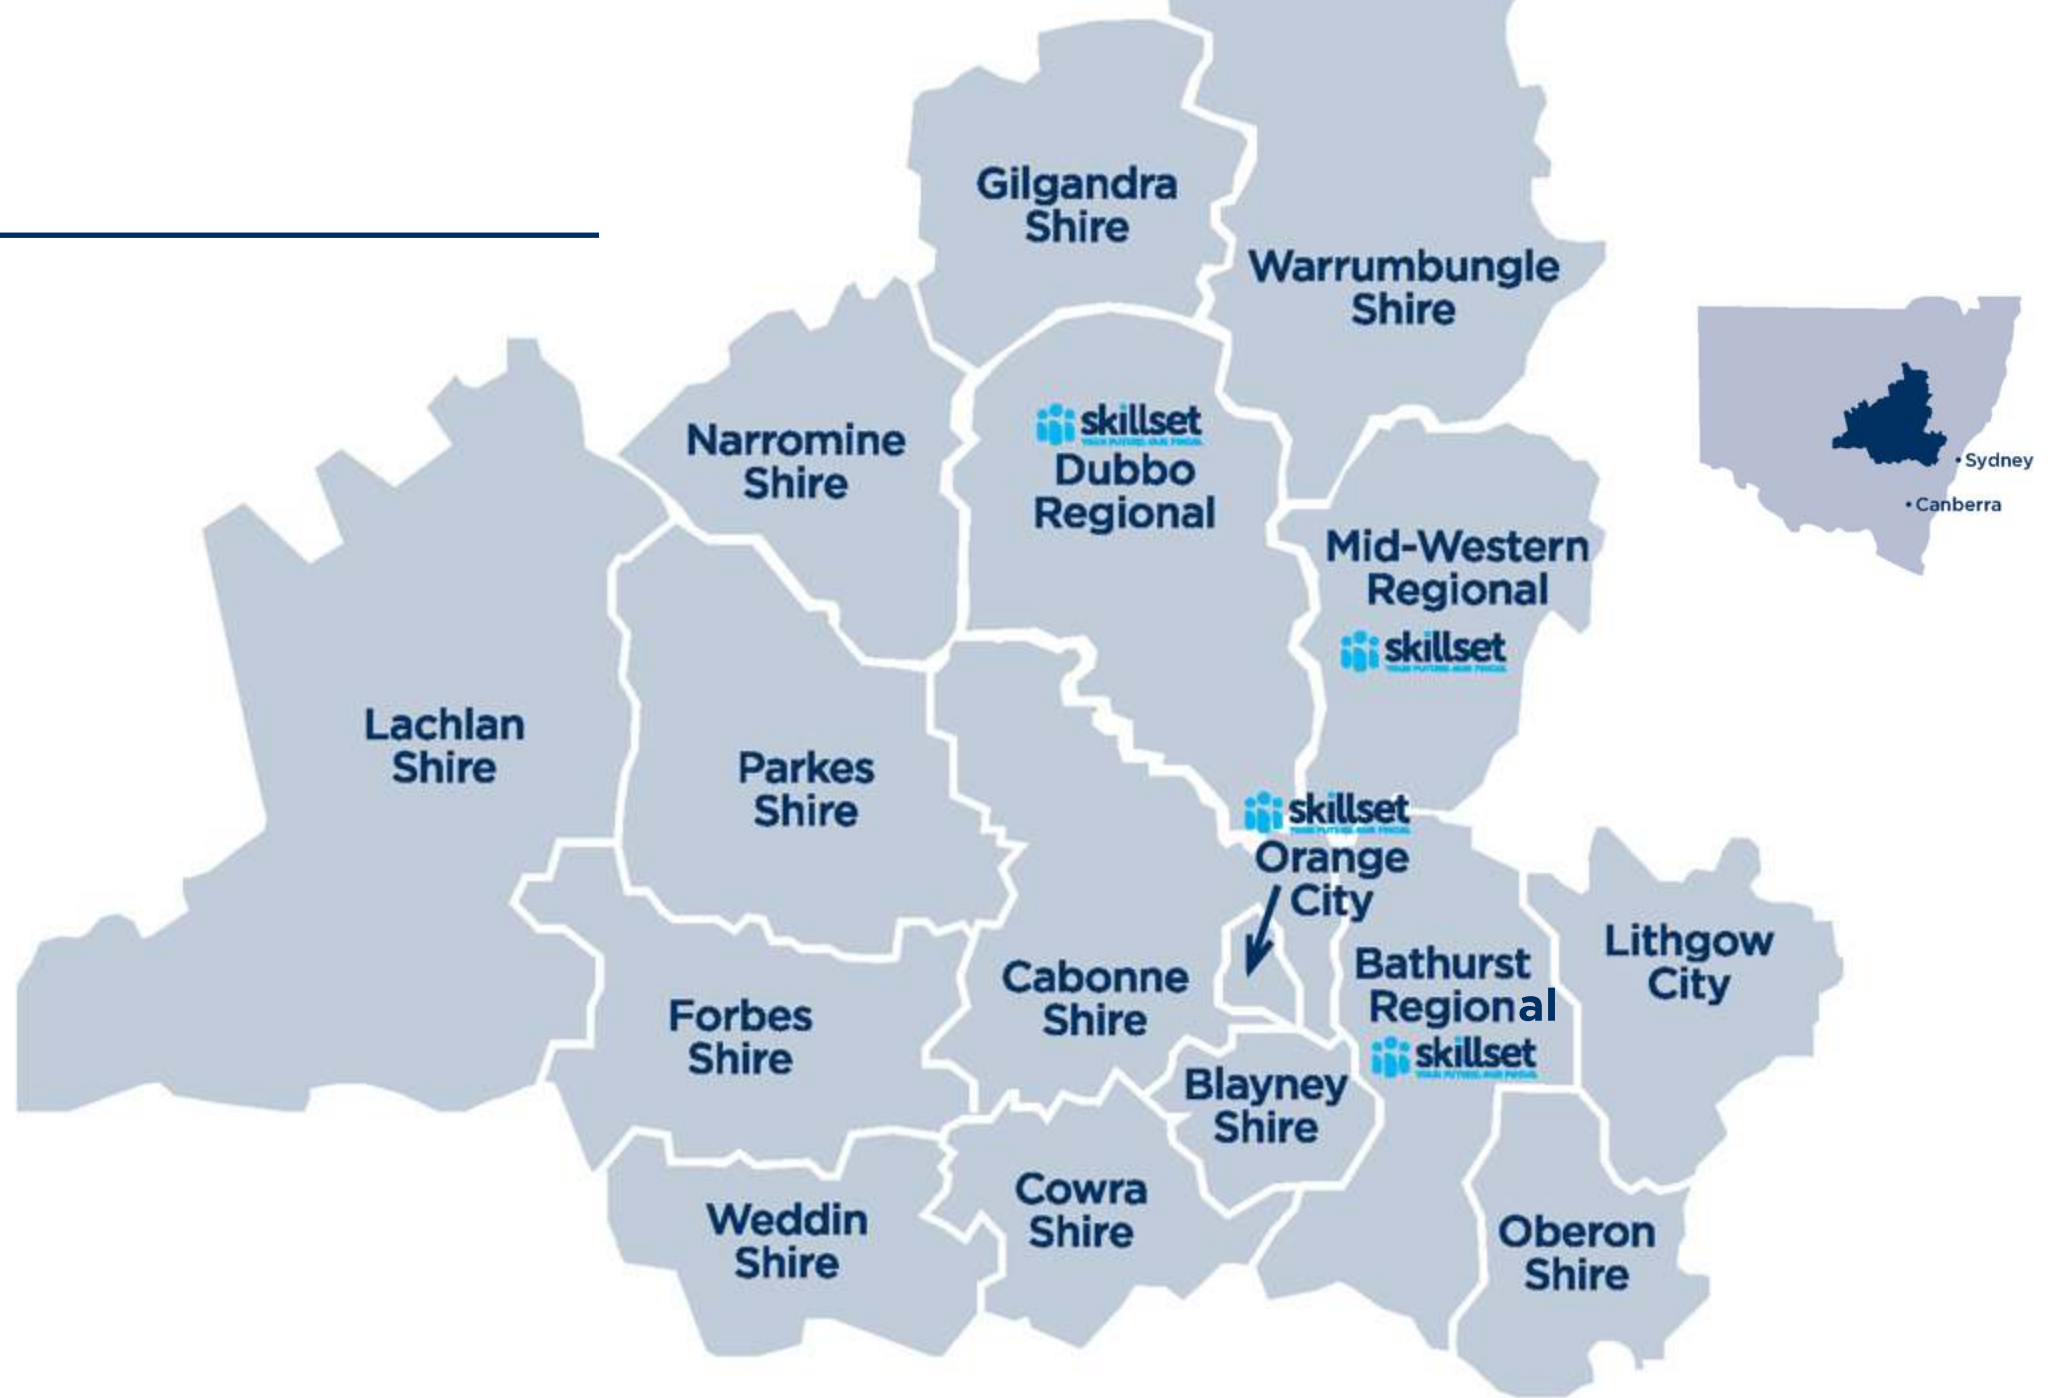 Gilgandra
Shire
Warrumbungle
Shire
Narromine
Shire
skillset
Dubbo
Regional
Sydney
Canberra
Mid-Western
Regional
skillset
Lachlan
Shire
Parkes
Shire
skillset
Orange
City
Lithgow
City
Bathurst
Regional
skillset
Cabonne
Shire
Forbes
Shire
Blayney
Shire
Cowra
Shire
Weddin
Shire
Oberon
Shire